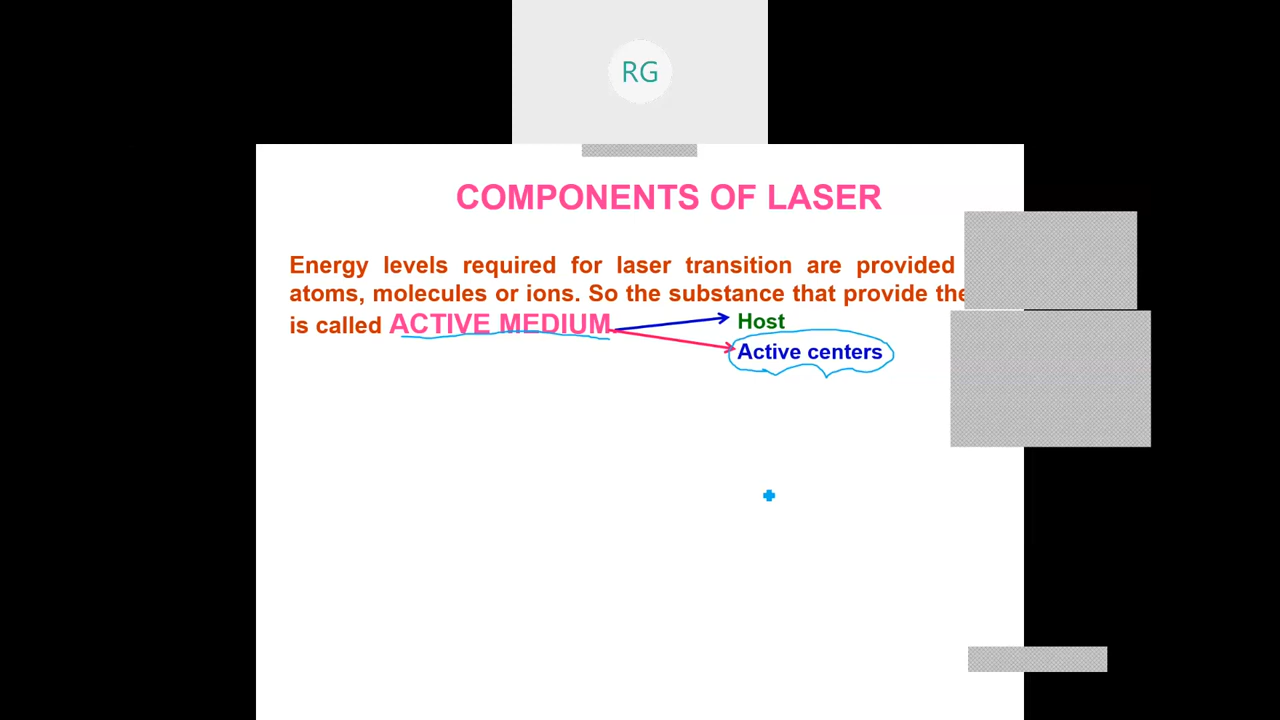 RG
COMPONENTS OF LASER
Energy levels required for laser transition are provided
atoms, molecules or ions. So the substance that provide
is called ACTIVE MEDIUM.
Host
Active centers